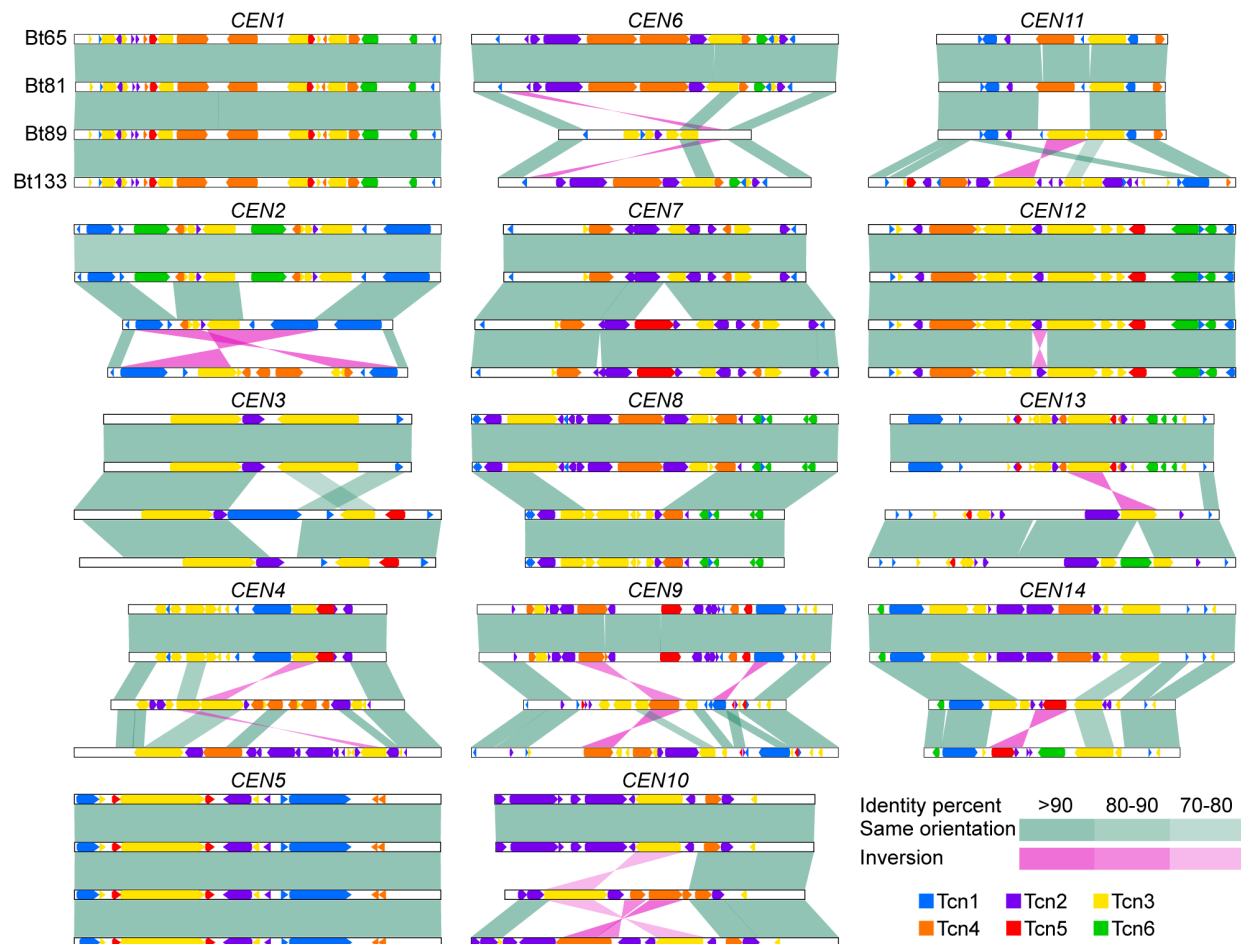 CEN1 CEN6 CEN11
Bt65
Bt81
Bt89
Bt133
CEN2 CEN7 CEN12
CEN3 CEN8 CEN13
CEN4 CEN9 CEN14
CEN5 CEN10
Identity percent >90 80-90 70-80
Same orientation
Inversion
Tcn1 Tcn2 Tcn3
Tcn4 Tcn5 Tcn6